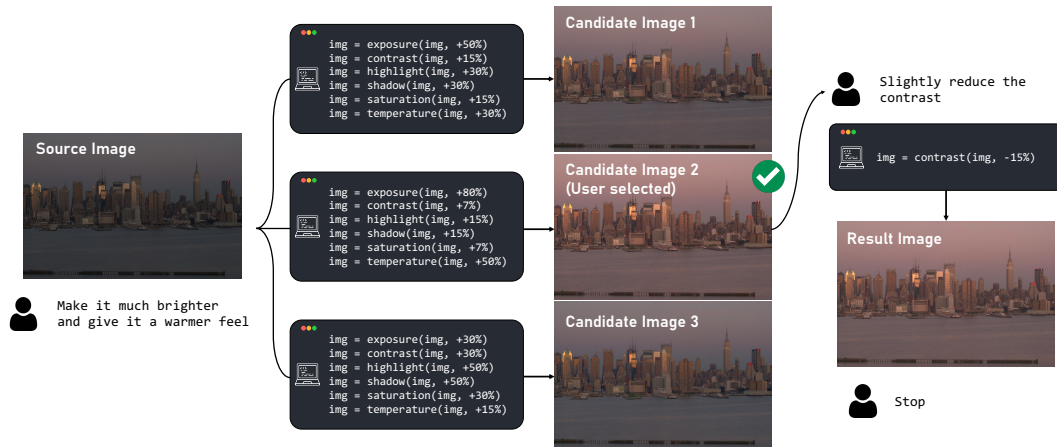 Source Image
Make it much brighter
and give it a warmer feel
img = exposure(img, +50%)
img = contrast(img, +15%)
img = highlight(img, +30%)
img = shadow(img, +30%)
img = saturation(img, +15%)
img = temperature(img, +30%)
img = exposure(img, +80%)
img = contrast(img, +7%)
img = highlight(img, +15%)
img = shadow(img, +15%)
img = saturation(img, +7%)
img = temperature(img, +50%)
img = exposure(img, +30%)
img = contrast(img, +30%)
img = highlight(img, +50%)
img = shadow(img, +50%)
img = saturation(img, +30%)
img = temperature(img, +15%)
Candidate Image 1
Candidate Image 2
(User selected)
Candidate Image 3
Slightly reduce the
contrast
img = contrast(img, -15%)
Result Image
Stop